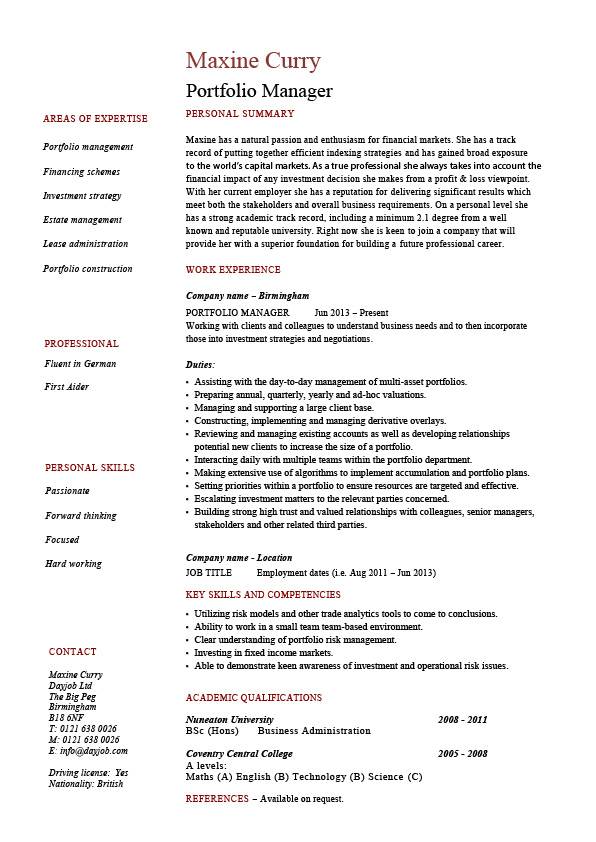 Maxine Curry
Portfolio Manager
AREAS OF EXPERTISE
Portfolio management
Financing schemes
Investment strategy
Estate management
Lease administration
Portfolio construction
PROFESSIONAL
Fluent in German
First Aider
PERSONAL SKILLS
Passionate
Forward thinking
Focused
Hard working
CONTACT
Maxine Curry
Dayjob Ltd
The Big Peg
Birmingham
B18 6NF
T: 0121 638 0026
M: 0121 638 0026
E: info@dayjob.com
Driving license: Yes
Nationality: British
PERSONAL SUMMARY
Maxine has a natural passion and enthusiasm for financial markets. She has a track
record of putting together efficient indexing strategies and has gained broad exposure
to the world's capital markets. As a true professional she always takes into account the
financial impact of any investment decision she makes from a profit & loss viewpoint.
With her current employer she has a reputation for delivering significant results which
meet both the stakeholders and overall business requirements. On a personal level she
has a strong academic track record, including a minimum 2.1 degree from a well
known and reputable university. Right now she is keen to join a company that will
provide her with a superior foundation for building a future professional career.
WORK EXPERIENCE
Company name – Birmingham
PORTFOLIO MANAGER Jun 2013 – Present
Working with clients and colleagues to understand business needs and to then incorporate
those into investment strategies and negotiations.
Duties:
• Assisting with the day-to-day management of multi-asset portfolios.
• Preparing annual, quarterly, yearly and ad-hoc valuations.
• Managing and supporting a large client base.
• Constructing, implementing and managing derivative overlays.
• Reviewing and managing existing accounts as well as developing relationships
potential new clients to increase the size of a portfolio.
• Interacting daily with multiple teams within the portfolio department.
• Making extensive use of algorithms to implement accumulation and portfolio plans.
• Setting priorities within a portfolio to ensure resources are targeted and effective.
• Escalating investment matters to the relevant parties concerned.
• Building strong high trust and valued relationships with colleagues, senior managers,
stakeholders and other related third parties.
Company name - Location
JOB TITLE Employment dates (i.e. Aug 2011 – Jun 2013)
KEY SKILLS AND COMPETENCIES
• Utilizing risk models and other trade analytics tools to come to conclusions.
• Ability to work in a small team team-based environment.
• Clear understanding of portfolio risk management.
• Investing in fixed income markets.
• Able to demonstrate keen awareness of investment and operational risk issues.
ACADEMIC QUALIFICATIONS
Nuneaton University 2008 - 2011
BSc (Hons) Business Administration
Coventry Central College 2005 - 2008
A levels:
Maths (A) English (B) Technology (B) Science (C)
REFERENCES – Available on request.